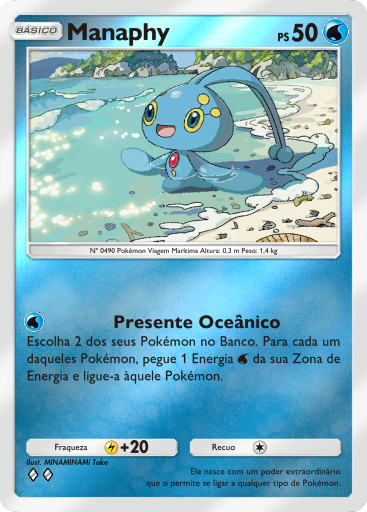 BÁSICO Manaphy PS 50
Nº 0490 Pokémon Viagem Marítima Altura: 0,3 m Peso: 1,4 kg
Presente Oceânico
Escolha 2 dos seus Pokémon no Banco. Para cada um
daqueles Pokémon, pegue 1 Energia da sua Zona de
Energia e ligue-a àquele Pokémon.
Fraqueza +20 Recuo
Ilust. MINAMINAMI Take
Ele nasce com um poder extraordinário
que o permite se ligar a qualquer tipo de Pokémon.